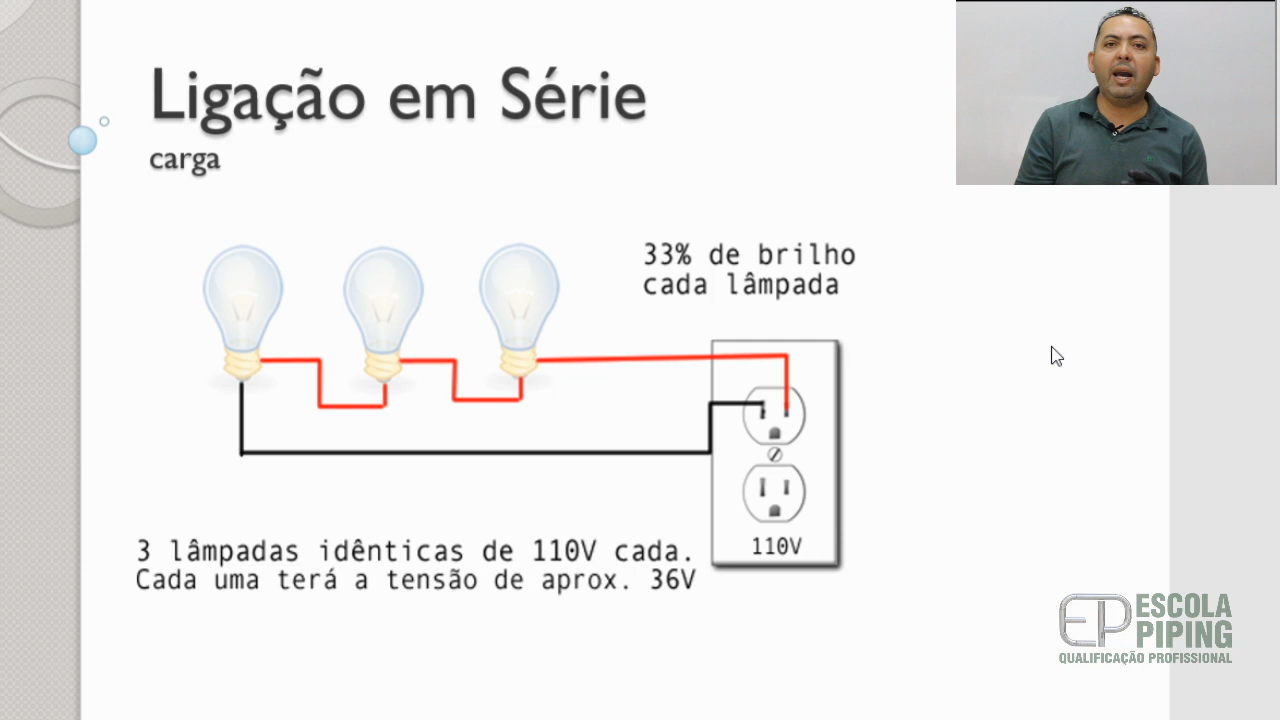 Ligação em Série
carga
33% de brilho
cada lâmpada
110V
3 lâmpadas idênticas de 110V cada.
Cada uma terá a tensão de aprox. 36V
EP ESCOLA
PIPING
QUALIFICAÇÃO PROFISSIONAL